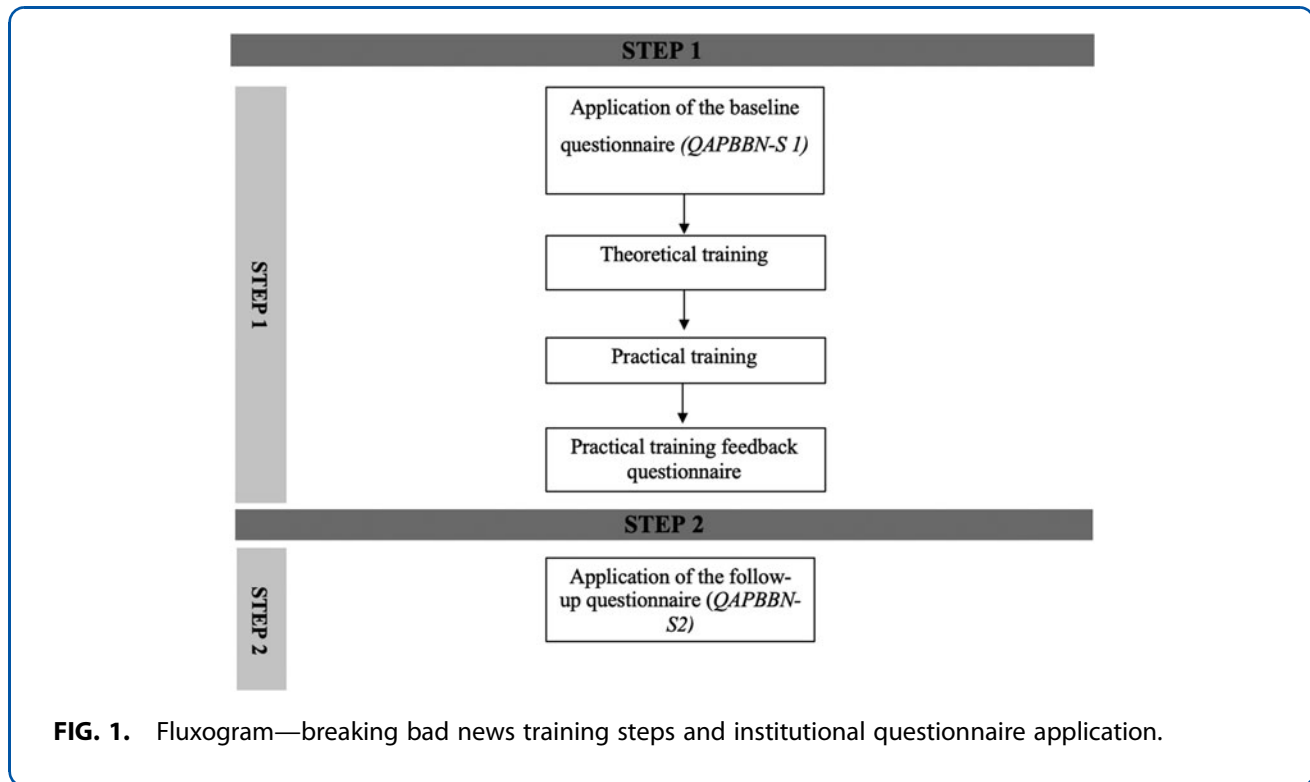 STEP 1
STEP 1
Application of the baseline
questionnaire (QAPBBN-S 1)
Theoretical training
Practical training
Practical training feedback
questionnaire
STEP 2
STEP 2
Application of the follow-
up questionnaire (QAPBBN-
S2)
FIG. 1. Fluxogram—breaking bad news training steps and institutional questionnaire application.